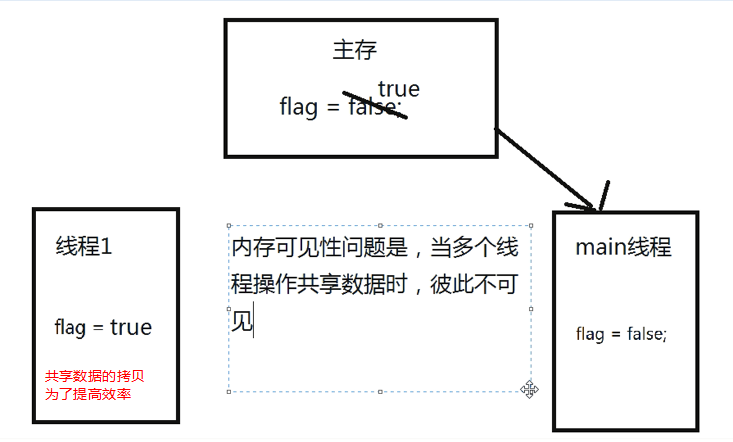 主存
true
flag = false;
线程1
flag = true
共享数据的拷贝
为了提高效率
内存可见性问题是，当多个线
程操作共享数据时，彼此不可
见
main线程
flag = false;